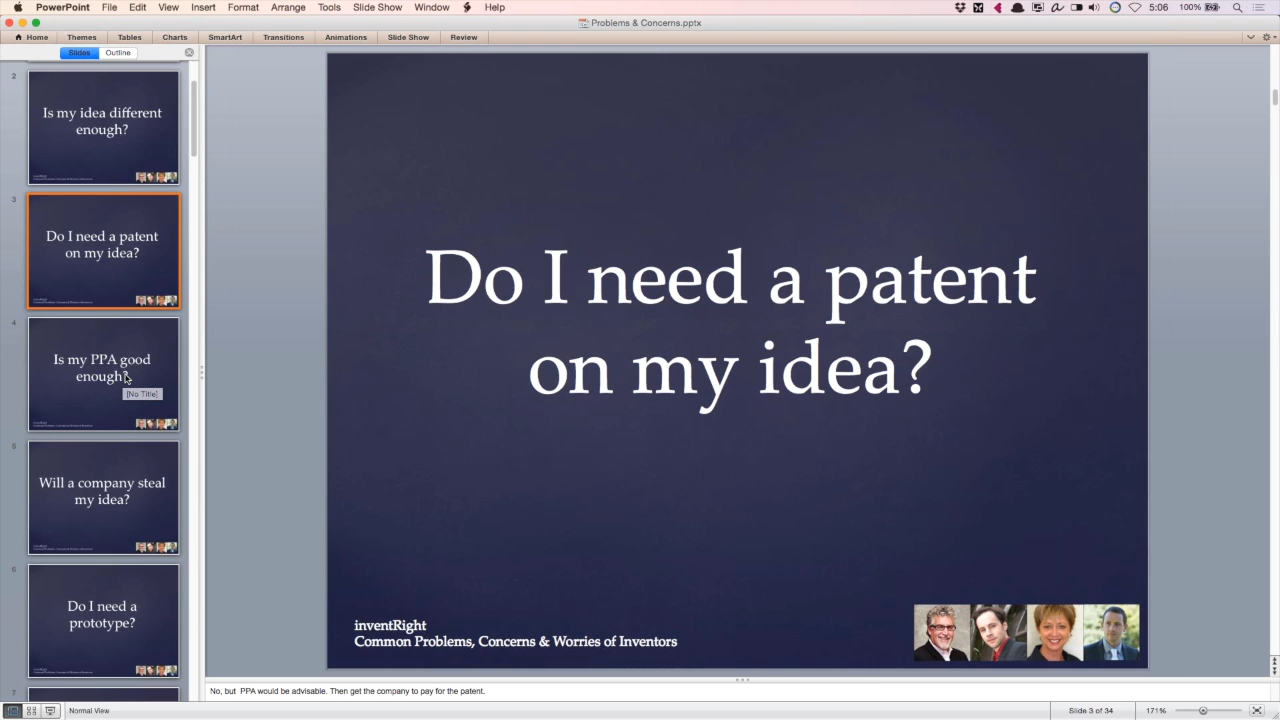 PowerPoint File Edit View Insert Format Arrange Tools Slide Show Window Help 5:06 100%
Problems & Concerns.pptx
Home Themes Tables Charts SmartArt Transitions Animations Slide Show Review
Slides Outline
2
Is my idea different
enough?
3
Do I need a patent
on my idea?
4
Is my PPA good
enough?
[No Title]
5
Will a company steal
my idea?
6
Do I need a
prototype?
7
Do I need a patent
on my idea?
inventRight
Common Problems, Concerns & Worries of Inventors
No, but PPA would be advisable. Then get the company to pay for the patent.
Normal View Slide 3 of 34 171%